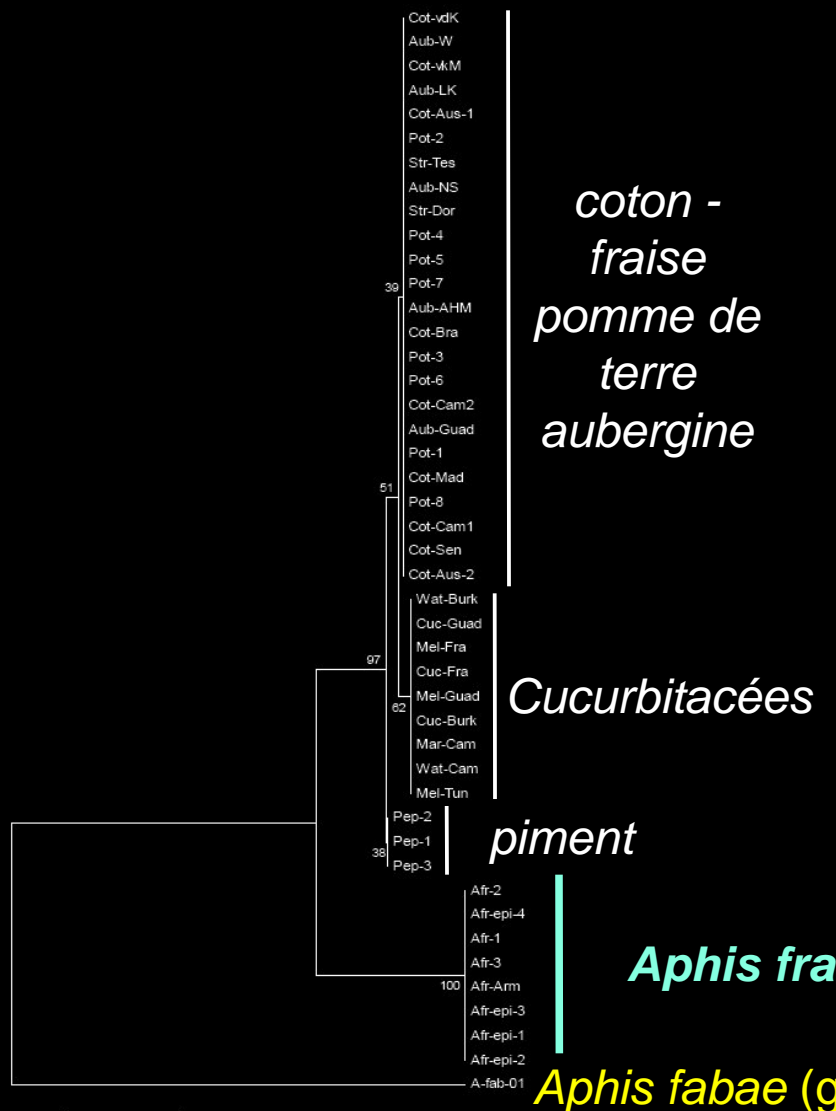 Cot-vdK
Aub-W
Cot-vkM
Aub-LK
Cot-Aus-1
Pot-2
Str-Tes
Aub-NS
Str-Dor
Pot-4
Pot-5
Pot-7
39
Aub-AHM
Cot-Bra
Pot-3
Pot-6
Cot-Cam2
Aub-Guad
Pot-1
Cot-Mad
51
Pot-8
Cot-Cam1
Cot-Sen
Cot-Aus-2
coton -
fraise
pomme de
terre
aubergine
Wat-Burk
Cuc-Guad
Mel-Fra
97
Cuc-Fra
Mel-Guad
62
Cuc-Burk
Mar-Cam
Wat-Cam
Mel-Tun
Cucurbitacées
Pep-2
Pep-1
38
Pep-3
piment
Afr-2
Afr-epi-4
Afr-1
Afr-3
100
Afr-Arm
Afr-epi-3
Afr-epi-1
Afr-epi-2
Aphis fra
A-fab-01
Aphis fabae (g